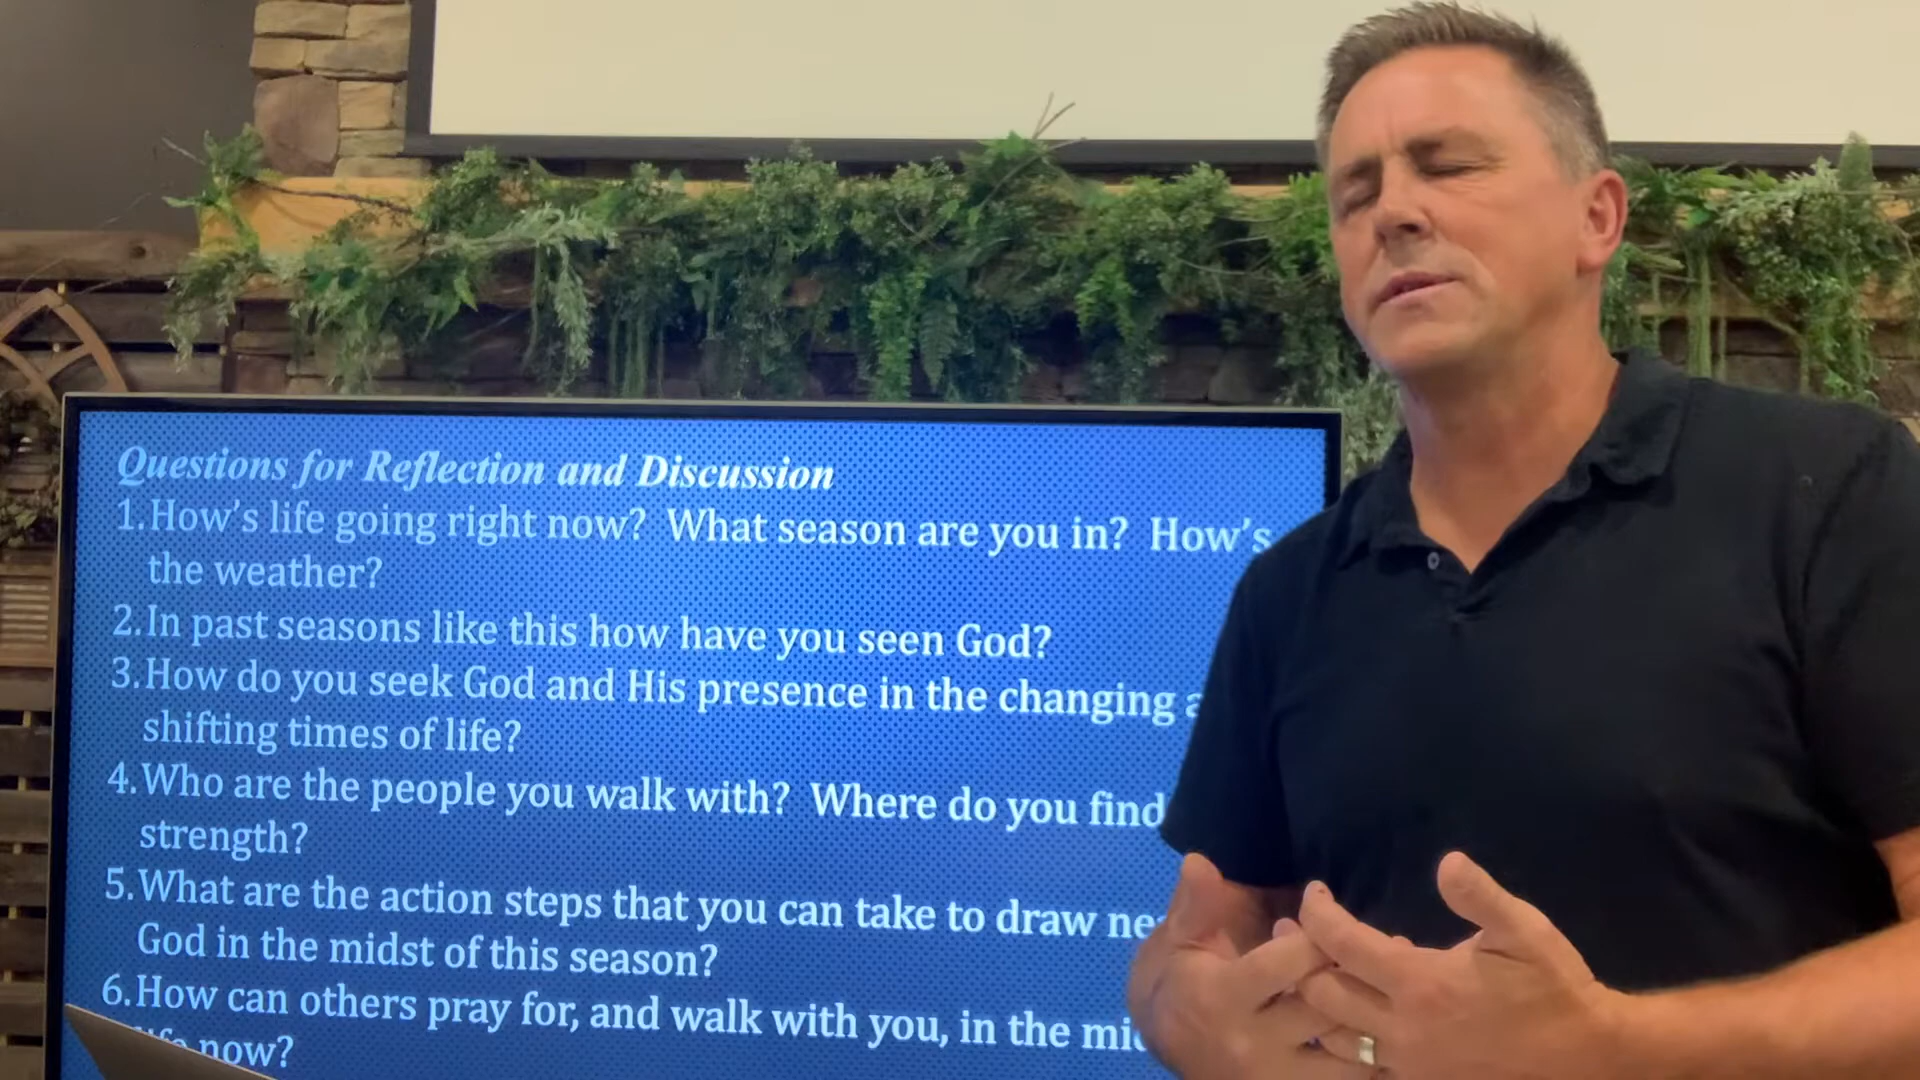 Questions for Reflection and Discussion
1. How's life going right now? What season are you in? How's
the weather?
2. In past seasons like this how have you seen God?
3. How do you seek God and His presence in the changing
shifting times of life?
4. Who are the people you walk with? Where do you find
strength?
5. What are the action steps that you can take to draw
God in the midst of this season?
6. How can others pray for, and walk with you, in the
now?